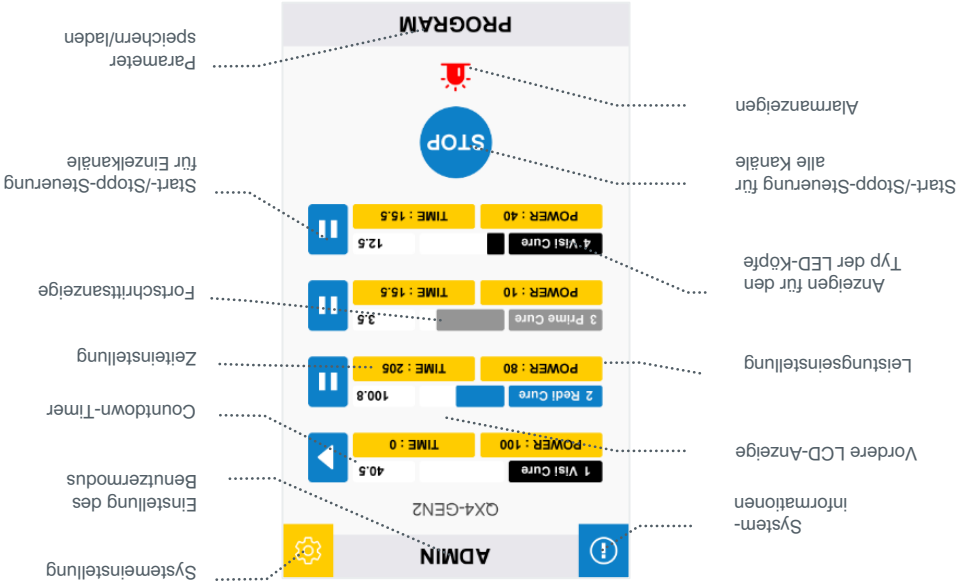 System-
informationen
Vordere LCD-Anzeige
Leistungseinstellung
Anzeigen für den
Typ der LED-Köpfe
Start-/Stopp-Steuerung für
alle Kanäle
Alarmanzeigen
ADMIN
QX4-GEN2
1 Visi Cure
40.5
POWER : 100
TIME : 0
2 Redi Cure
100.8
POWER : 80
TIME : 205
3 Prime Cure
3.5
POWER : 10
TIME : 15.5
4 Visi Cure
12.5
POWER : 40
TIME : 15.5
STOP
PROGRAM
Systemeinstellung
Einstellung des
Benutzermodus
Countdown-Timer
Zeiteinstellung
Fortschrittsanzeige
Start-/Stopp-Steuerung
für Einzelkanäle
Parameter
speichern/laden